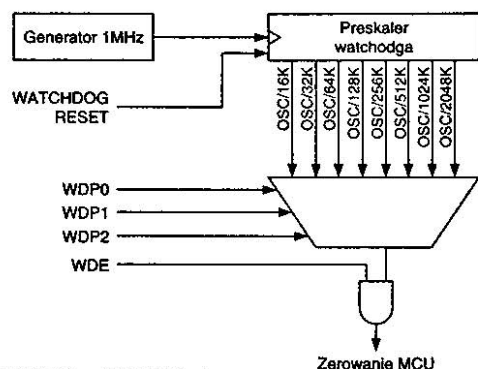 Generator 1MHz
Preskaler
watchodga
WATCHDOG
RESET
OSC/16K
OSC/32K
OSC/64K
OSC/128K
OSC/256K
OSC/512K
OSC/1024K
OSC/2048K
WDP0
WDP1
WDP2
WDE
Zerowanie MCU